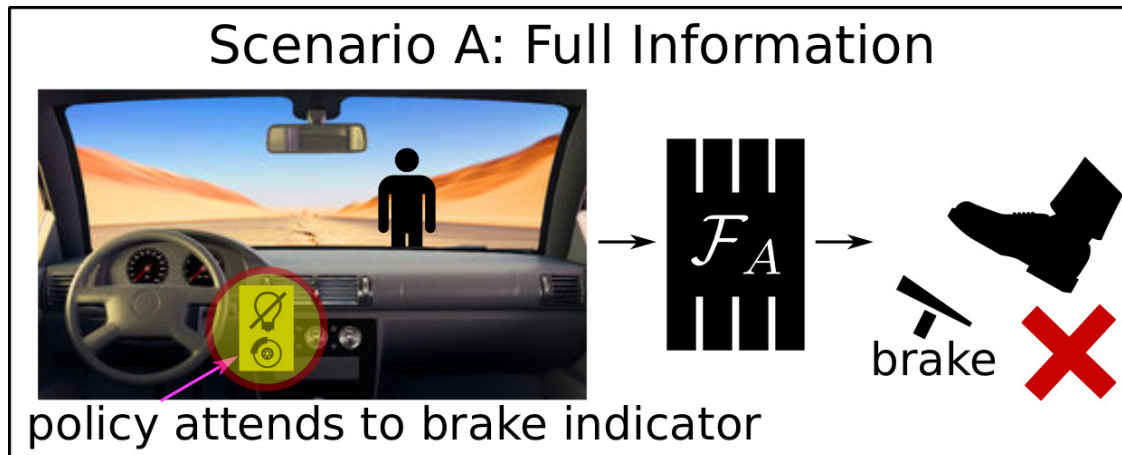 Scenario A: Full Information
𝓕A
brake
policy attends to brake indicator